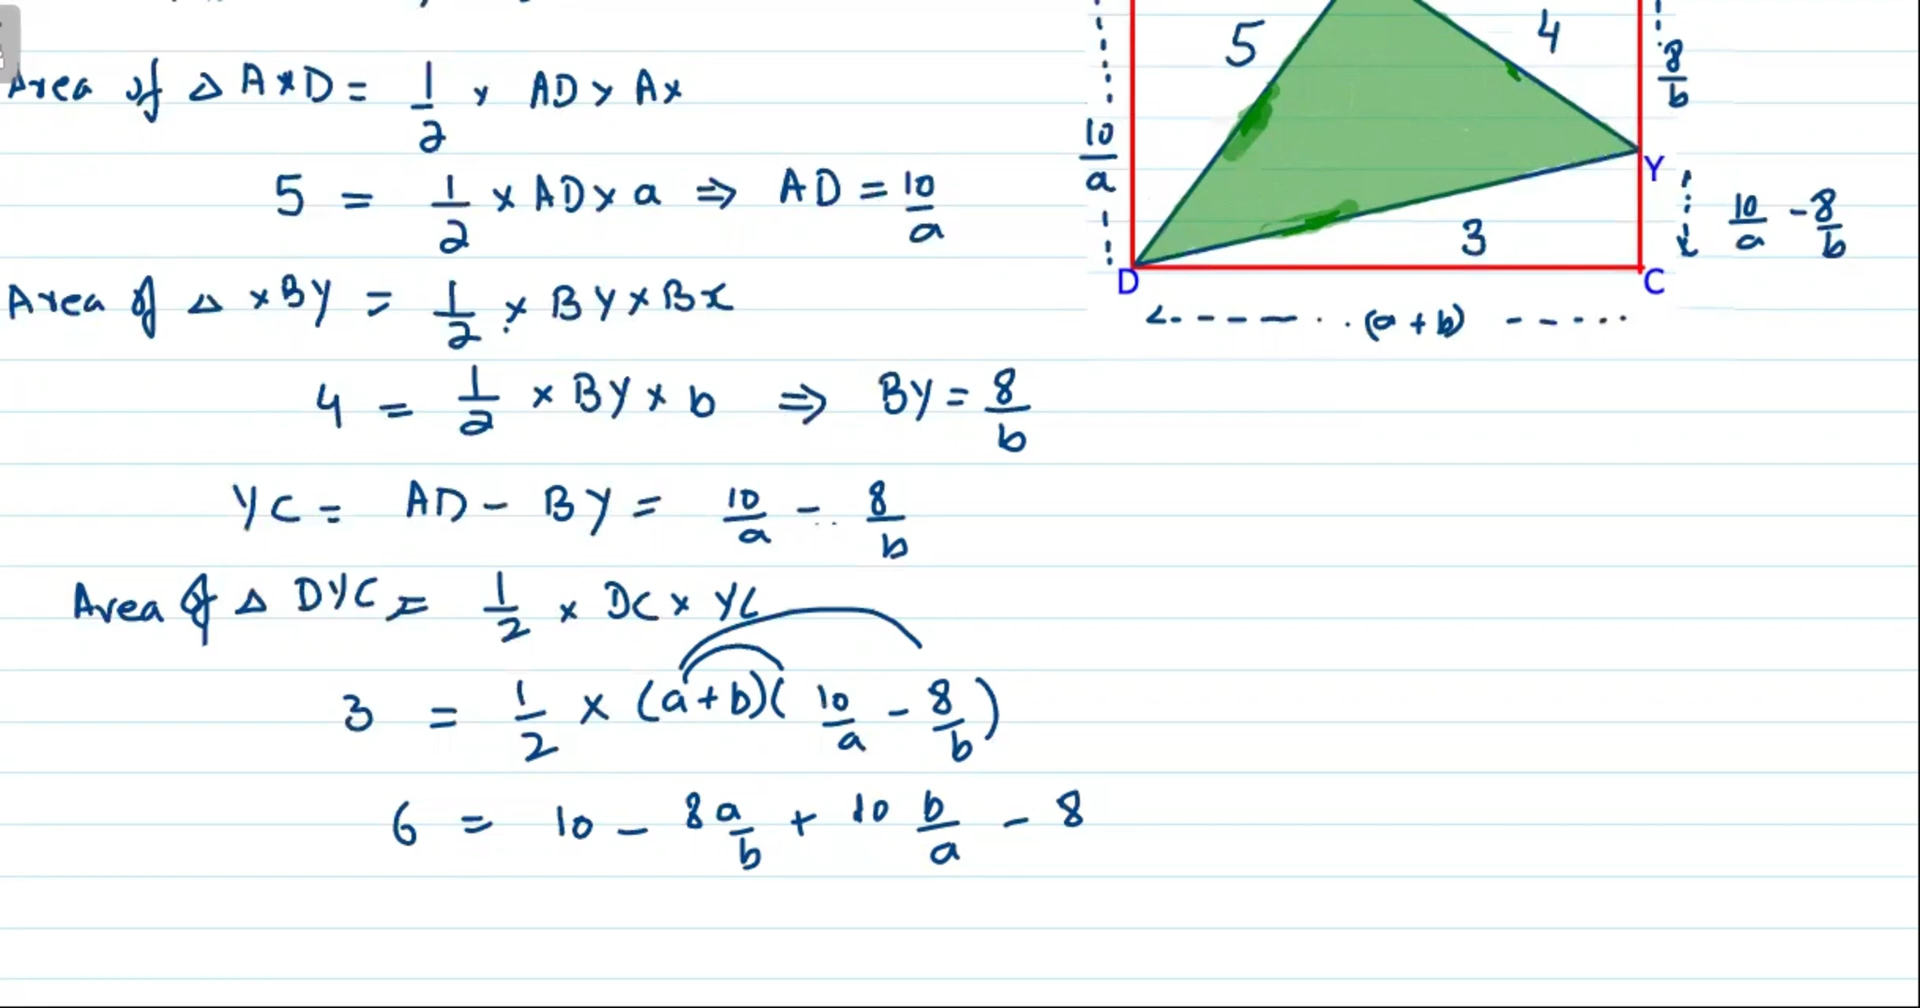 Area of △ AXD = 1/2 × AD × AX
5 = 1/2 × AD × a ⇒ AD = 10/a
Area of △ XBY = 1/2 × BY × BX
4 = 1/2 × BY × b ⇒ BY = 8/b
YC = AD - BY = 10/a - 8/b
Area of △ DYC = 1/2 × DC × YC
3 = 1/2 × (a+b)(10/a - 8/b)
6 = 10 - 8 a/b + 10 b/a - 8
5
4
8/b
10/a
Y
10/a - 8/b
3
D
C
(a+b)